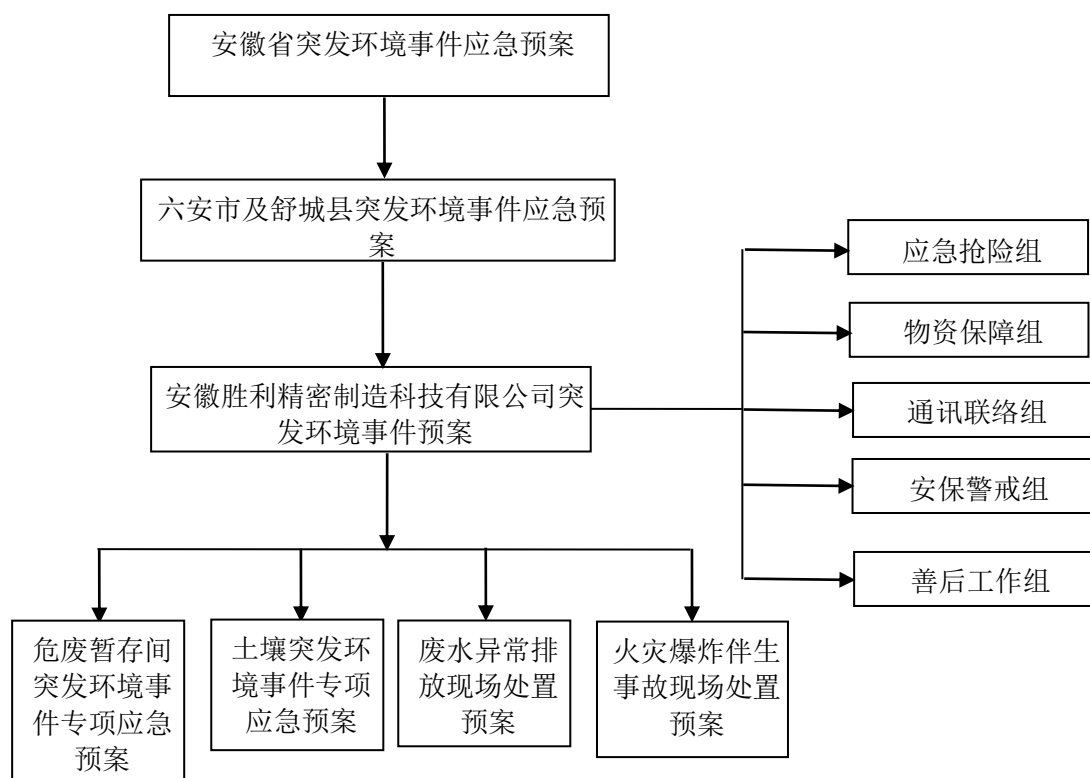 安徽省突发环境事件应急预案
六安市及舒城县突发环境事件应急预
案
应急抢险组
物资保障组
安徽胜利精密制造科技有限公司突
发环境事件预案
通讯联络组
安保警戒组
善后工作组
危废暂存间
突发环境事
件专项应急
预案
土壤突发环
境事件专项
应急预案
废水异常排
放现场处置
预案
火灾爆炸伴生
事故现场处置
预案